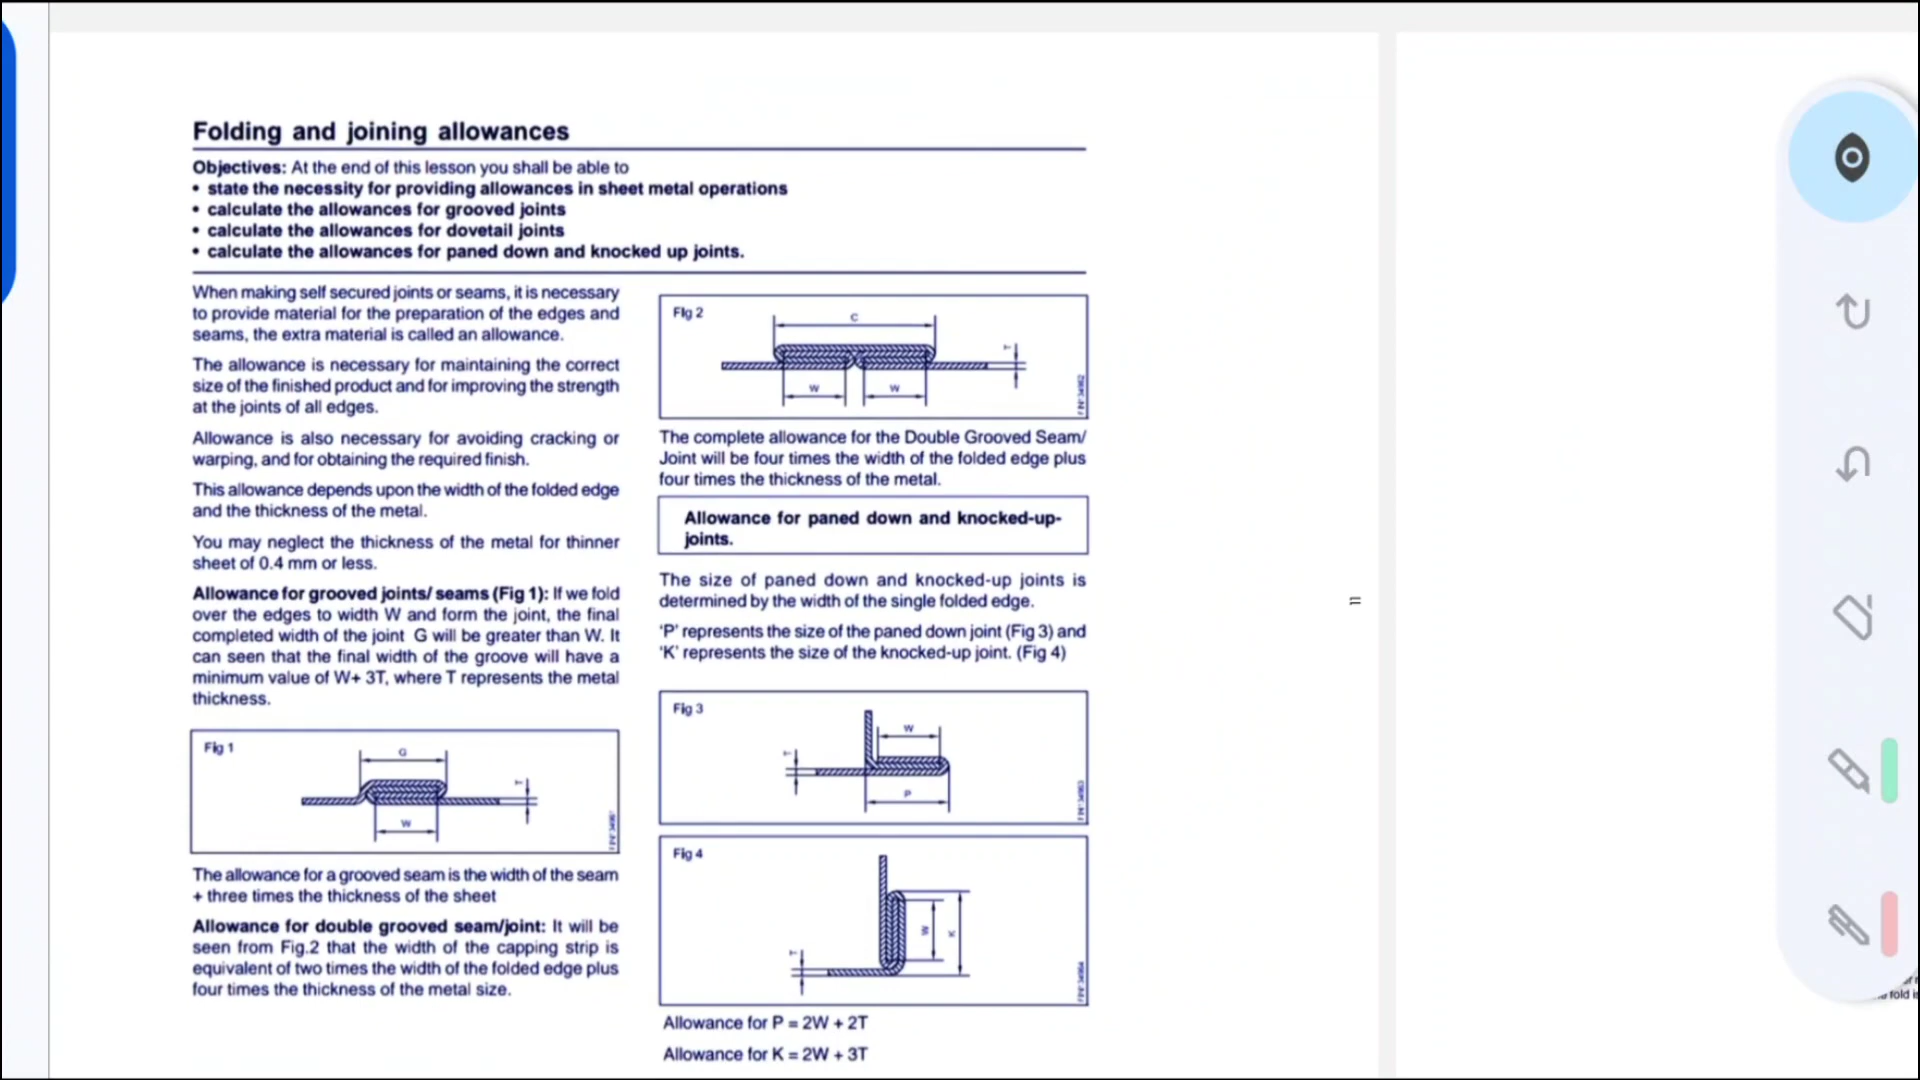 Folding and joining allowances
Objectives: At the end of this lesson you shall be able to
• state the necessity for providing allowances in sheet metal operations
• calculate the allowances for grooved joints
• calculate the allowances for dovetail joints
• calculate the allowances for paned down and knocked up joints.
When making self secured joints or seams, it is necessary
to provide material for the preparation of the edges and
seams, the extra material is called an allowance.
The allowance is necessary for maintaining the correct
size of the finished product and for improving the strength
at the joints of all edges.
Allowance is also necessary for avoiding cracking or
warping, and for obtaining the required finish.
This allowance depends upon the width of the folded edge
and the thickness of the metal.
You may neglect the thickness of the metal for thinner
sheet of 0.4 mm or less.
Allowance for grooved joints/ seams (Fig 1): If we fold
over the edges to width W and form the joint, the final
completed width of the joint G will be greater than W. It
can seen that the final width of the groove will have a
minimum value of W+ 3T, where T represents the metal
thickness.
Fig 1
G
T
W
The allowance for a grooved seam is the width of the seam
+ three times the thickness of the sheet
Allowance for double grooved seam/joint: It will be
seen from Fig.2 that the width of the capping strip is
equivalent of two times the width of the folded edge plus
four times the thickness of the metal size.
Fig 2
C
T
W W
The complete allowance for the Double Grooved Seam/
Joint will be four times the width of the folded edge plus
four times the thickness of the metal.
Allowance for paned down and knocked-up-
joints.
The size of paned down and knocked-up joints is
determined by the width of the single folded edge.
'P' represents the size of the paned down joint (Fig 3) and
'K' represents the size of the knocked-up joint. (Fig 4)
Fig 3
W
T
P
Fig 4
W K
T
Allowance for P = 2W + 2T
Allowance for K = 2W + 3T
fold is